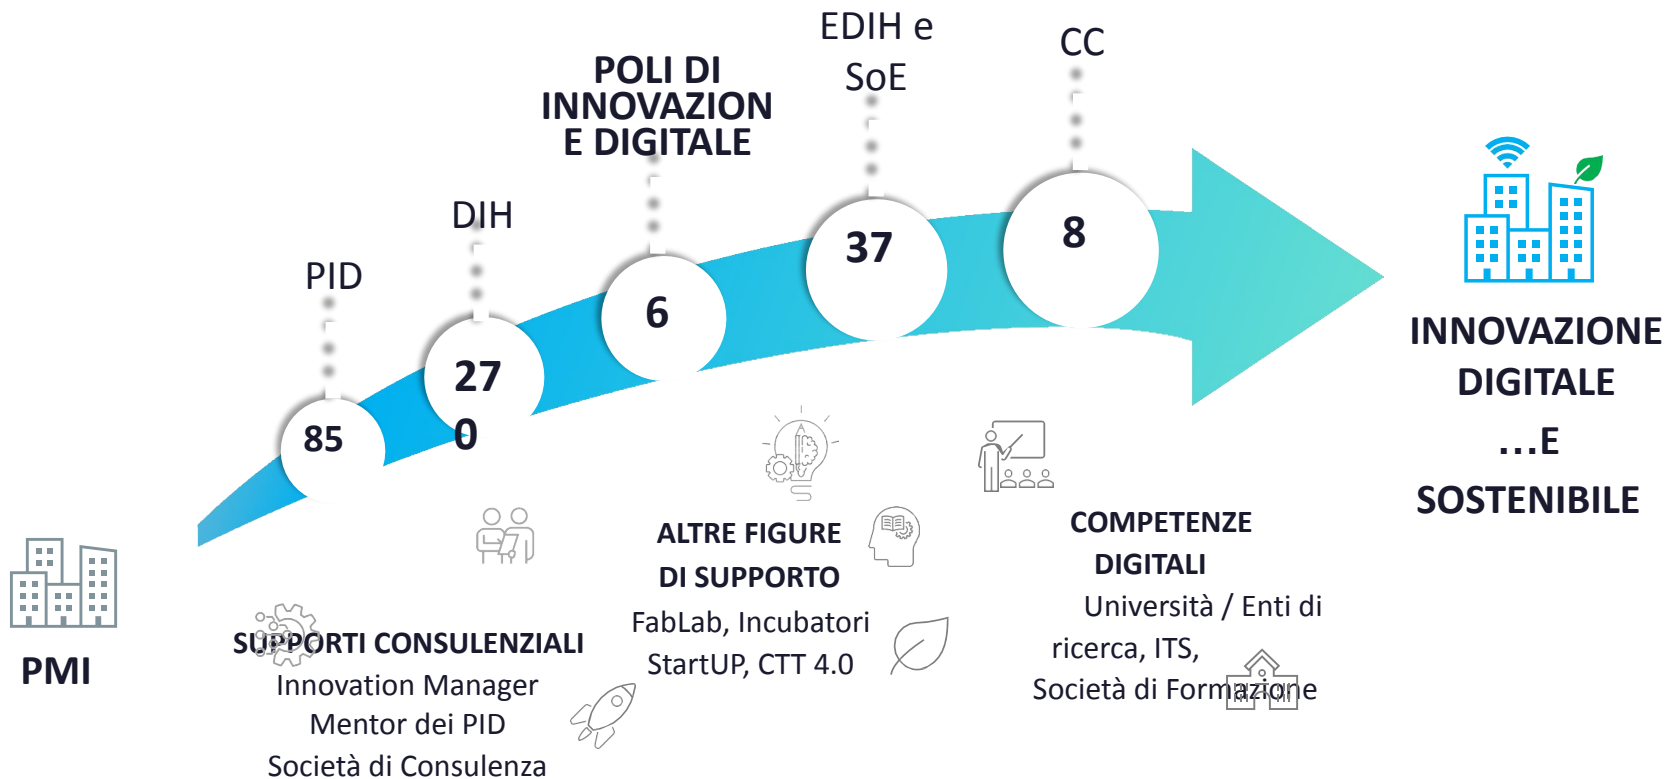 EDIH e
SoE
CC
POLI DI
INNOVAZION
E DIGITALE
DIH
PID
85
27
0
6
37
8
INNOVAZIONE
DIGITALE
...E
SOSTENIBILE
PMI
SUPPORTI CONSULENZIALI
Innovation Manager
Mentor dei PID
Società di Consulenza
ALTRE FIGURE
DI SUPPORTO
FabLab, Incubatori
StartUP, CTT 4.0
COMPETENZE
DIGITALI
Università / Enti di
ricerca, ITS,
Società di Formazione